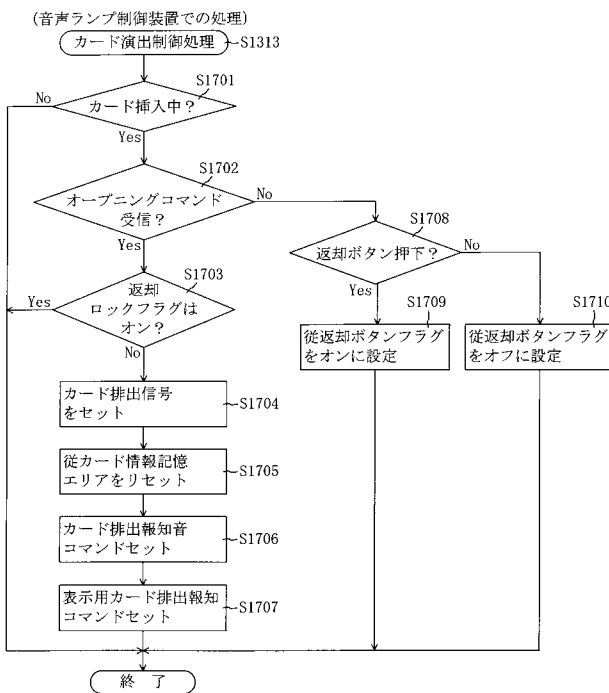 (音声ランプ制御装置での処理)
カード演出制御処理
S1313
S1701
No
カード挿入中？
Yes
S1702
オープニングコマンド
受信？
No
Yes
S1708
返却ボタン押下？
No
Yes
S1703
返却
ロックフラグは
オン？
Yes
No
S1709
従返却ボタンフラグ
をオンに設定
S1710
従返却ボタンフラグ
をオフに設定
カード排出信号
をセット
S1704
従カード情報記憶
エリアをリセット
S1705
カード排出報知音
コマンドセット
S1706
表示用カード排出報知
コマンドセット
S1707
終 了